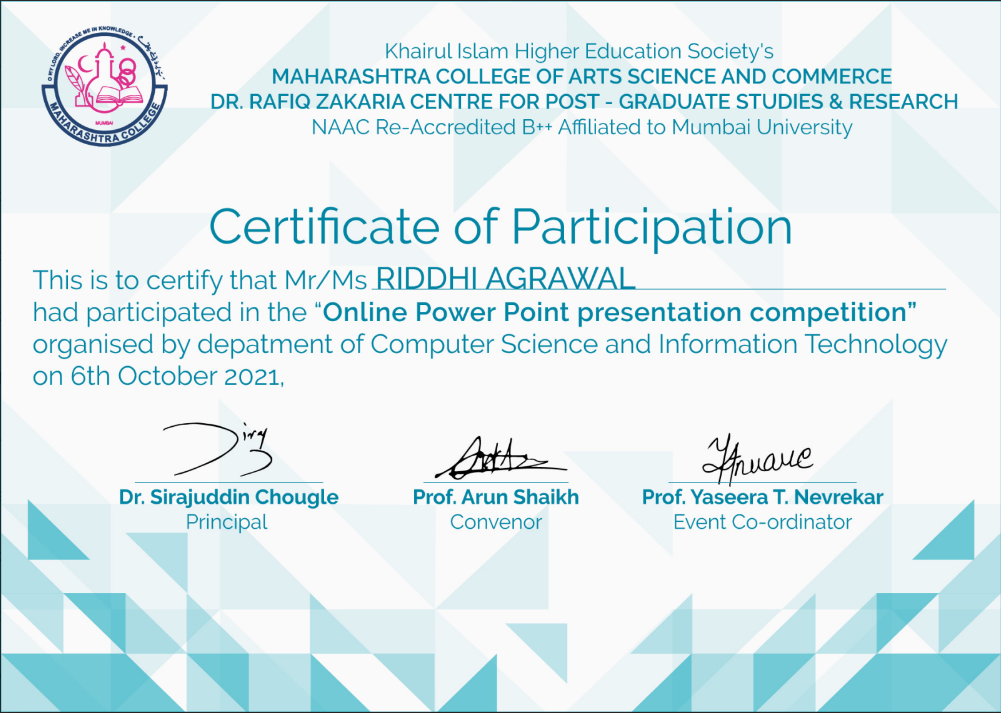 O MY LORD, INCREASE ME IN KNOWLEDGE -
MUMBAI
MAHARASHTRA COLLEGE
Khairul Islam Higher Education Society's
MAHARASHTRA COLLEGE OF ARTS SCIENCE AND COMMERCE
DR. RAFIQ ZAKARIA CENTRE FOR POST - GRADUATE STUDIES & RESEARCH
NAAC Re-Accredited B++ Affiliated to Mumbai University
Certificate of Participation
This is to certify that Mr/Ms RIDDHI AGRAWAL
had participated in the “Online Power Point presentation competition”
organised by depatment of Computer Science and Information Technology
on 6th October 2021,
Dr. Sirajuddin Chougle
Principal
Prof. Arun Shaikh
Convenor
Prof. Yaseera T. Nevrekar
Event Co-ordinator